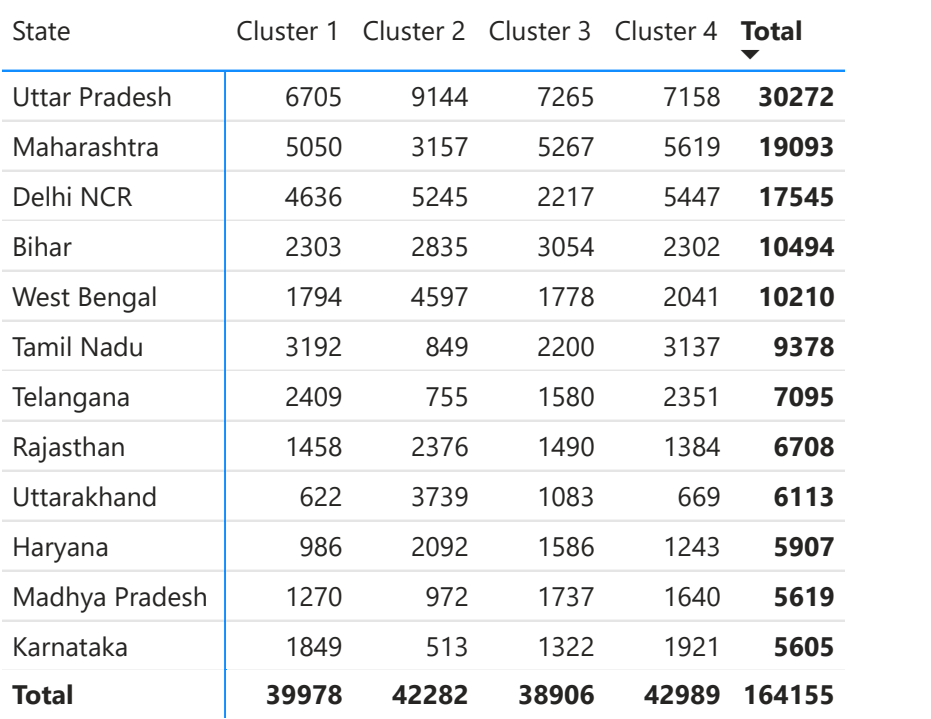 State Cluster 1 Cluster 2 Cluster 3 Cluster 4 Total
Uttar Pradesh 6705 9144 7265 7158 30272
Maharashtra 5050 3157 5267 5619 19093
Delhi NCR 4636 5245 2217 5447 17545
Bihar 2303 2835 3054 2302 10494
West Bengal 1794 4597 1778 2041 10210
Tamil Nadu 3192 849 2200 3137 9378
Telangana 2409 755 1580 2351 7095
Rajasthan 1458 2376 1490 1384 6708
Uttarakhand 622 3739 1083 669 6113
Haryana 986 2092 1586 1243 5907
Madhya Pradesh 1270 972 1737 1640 5619
Karnataka 1849 513 1322 1921 5605
Total 39978 42282 38906 42989 164155